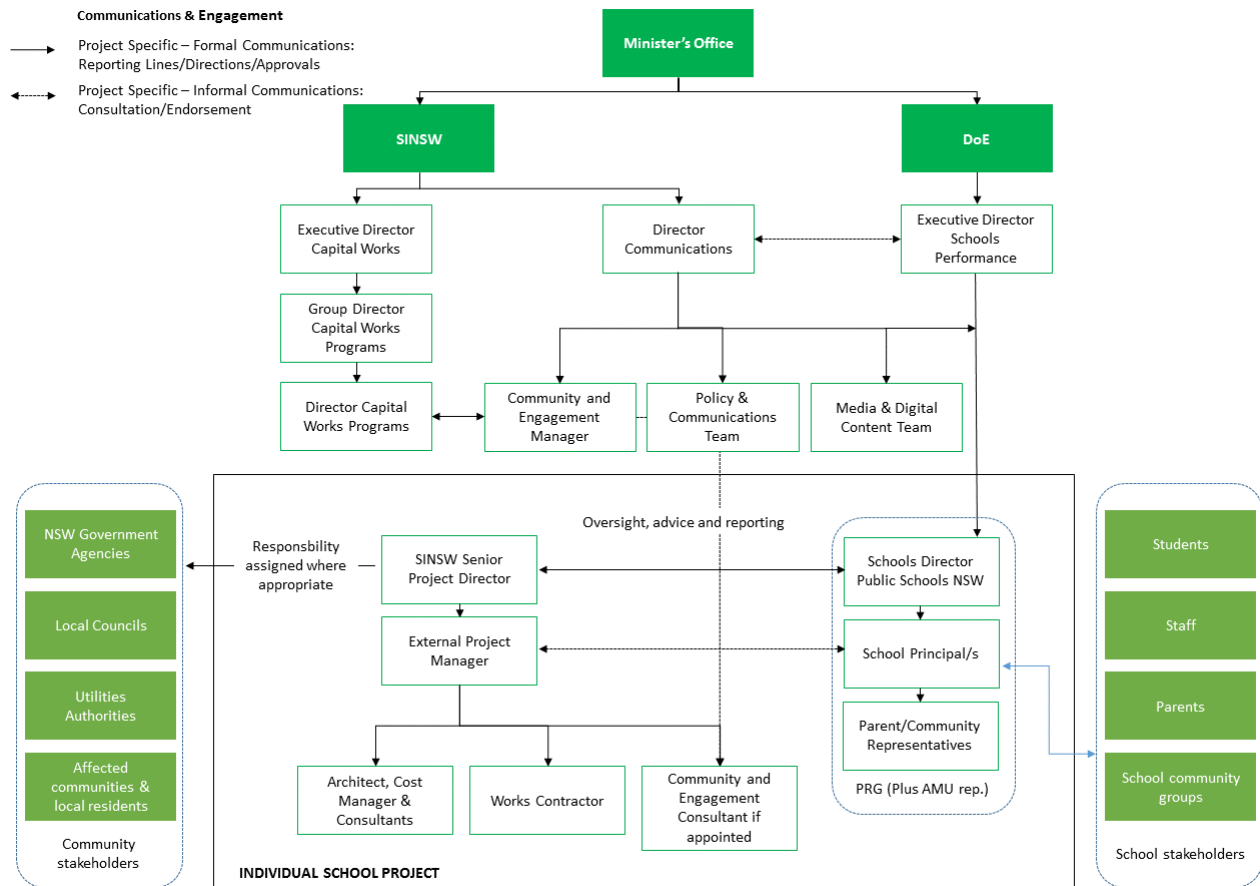 Communications & Engagement
Project Specific – Formal Communications:
Reporting Lines/Directions/Approvals
Project Specific – Informal Communications:
Consultation/Endorsement
Minister's Office
SINSW
DoE
Executive Director
Capital Works
Director
Communications
Executive Director
Schools
Performance
Group Director
Capital Works
Programs
Director Capital
Works Programs
Community and
Engagement
Manager
Policy &
Communications
Team
Media & Digital
Content Team
NSW Government
Agencies
Local Councils
Utilities
Authorities
Affected
communities &
local residents
Community
stakeholders
Responsbility
assigned where
appropriate
Oversight, advice and reporting
SINSW Senior
Project Director
External Project
Manager
Architect, Cost
Manager &
Consultants
Works Contractor
Community and
Engagement
Consultant if
appointed
Schools Director
Public Schools NSW
School Principal/s
Parent/Community
Representatives
PRG (Plus AMU rep.)
INDIVIDUAL SCHOOL PROJECT
Students
Staff
Parents
School community
groups
School stakeholders